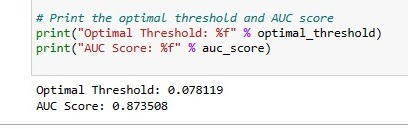 # Print the optimal threshold and AUC score
print("Optimal Threshold: %f" % optimal_threshold)
print("AUC Score: %f" % auc_score)
Optimal Threshold: 0.078119
AUC Score: 0.873508